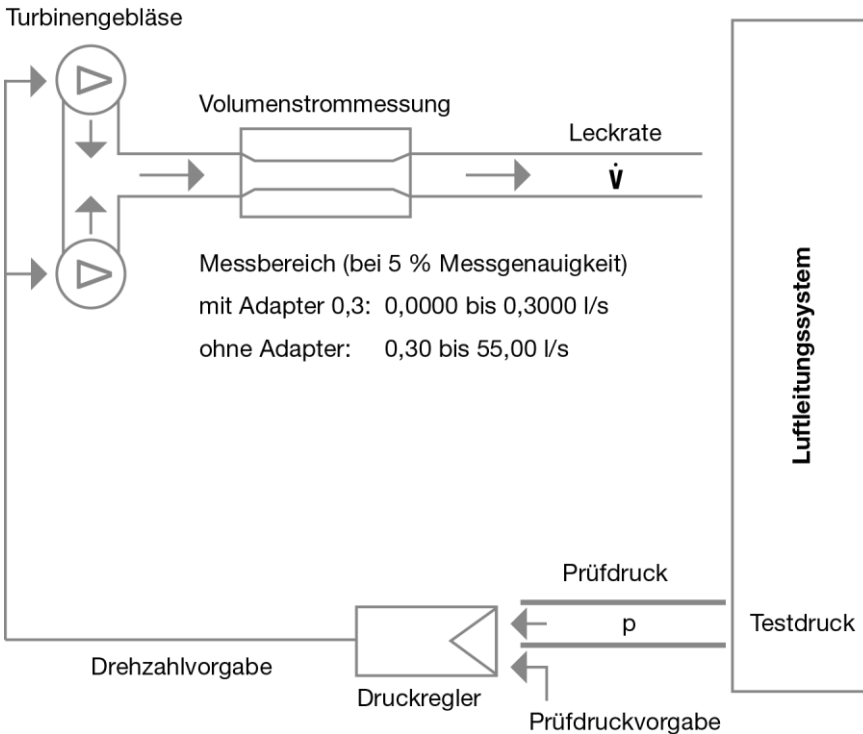 Turbinengebläse
Volumenstrommessung
Leckrate
V̇
Messbereich (bei 5 % Messgenauigkeit)
mit Adapter 0,3: 0,0000 bis 0,3000 l/s
ohne Adapter: 0,30 bis 55,00 l/s
Luftleitungssystem
Prüfdruck
p
Testdruck
Drehzahlvorgabe
Druckregler
Prüfdruckvorgabe